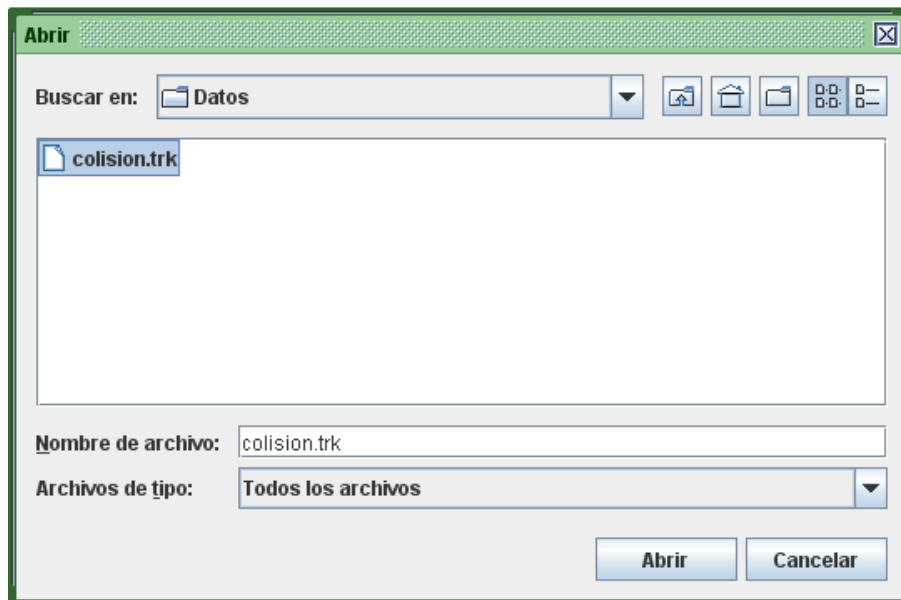 Abrir
Buscar en: Datos
colision.trk
Nombre de archivo: colision.trk
Archivos de tipo: Todos los archivos
Abrir Cancelar